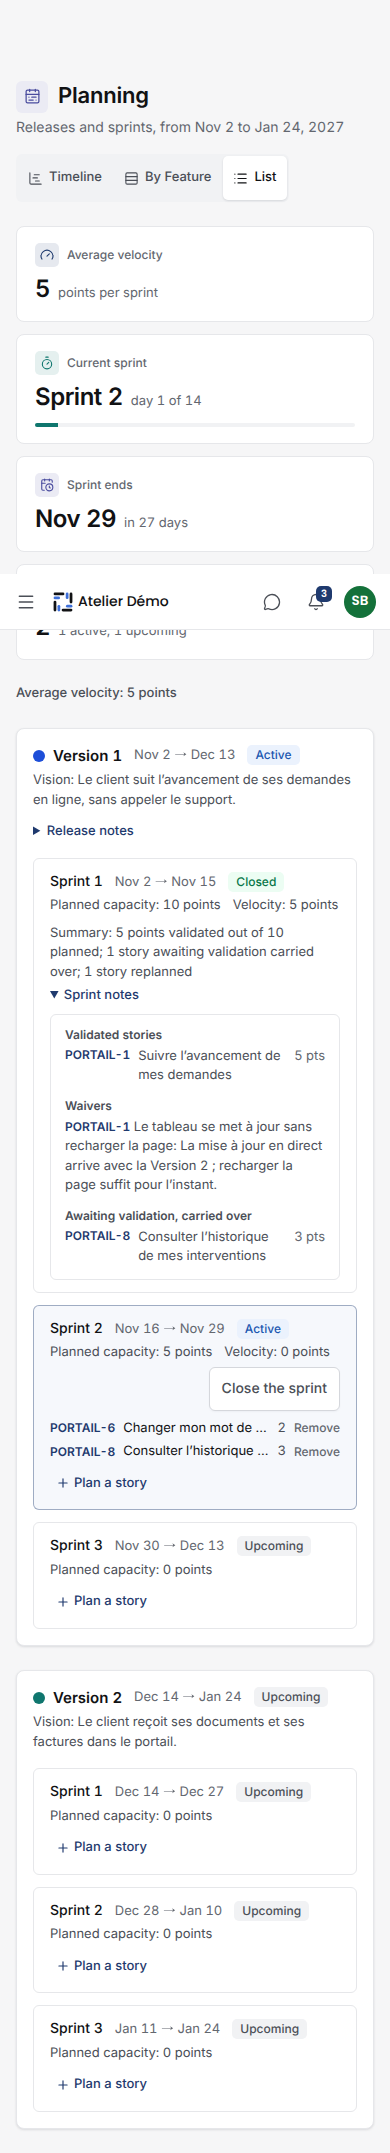 Planning
Releases and sprints, from Nov 2 to Jan 24, 2027
Timeline
By Feature
List
Average velocity
5 points per sprint
Current sprint
Sprint 2 day 1 of 14
Sprint ends
Nov 29 in 27 days
Atelier Démo
3
SB
2 1 active, 1 upcoming
Average velocity: 5 points
Version 1 Nov 2 → Dec 13 Active
Vision: Le client suit l’avancement de ses demandes
en ligne, sans appeler le support.
Release notes
Sprint 1 Nov 2 → Nov 15 Closed
Planned capacity: 10 points Velocity: 5 points
Summary: 5 points validated out of 10
planned; 1 story awaiting validation carried
over; 1 story replanned
Sprint notes
Validated stories
PORTAIL-1 Suivre l’avancement de 5 pts
mes demandes
Waivers
PORTAIL-1 Le tableau se met à jour sans
recharger la page: La mise à jour en direct
arrive avec la Version 2 ; recharger la
page suffit pour l’instant.
Awaiting validation, carried over
PORTAIL-8 Consulter l’historique 3 pts
de mes interventions
Sprint 2 Nov 16 → Nov 29 Active
Planned capacity: 5 points Velocity: 0 points
Close the sprint
PORTAIL-6 Changer mon mot de ... 2 Remove
PORTAIL-8 Consulter l’historique ... 3 Remove
+ Plan a story
Sprint 3 Nov 30 → Dec 13 Upcoming
Planned capacity: 0 points
+ Plan a story
Version 2 Dec 14 → Jan 24 Upcoming
Vision: Le client reçoit ses documents et ses
factures dans le portail.
Sprint 1 Dec 14 → Dec 27 Upcoming
Planned capacity: 0 points
+ Plan a story
Sprint 2 Dec 28 → Jan 10 Upcoming
Planned capacity: 0 points
+ Plan a story
Sprint 3 Jan 11 → Jan 24 Upcoming
Planned capacity: 0 points
+ Plan a story